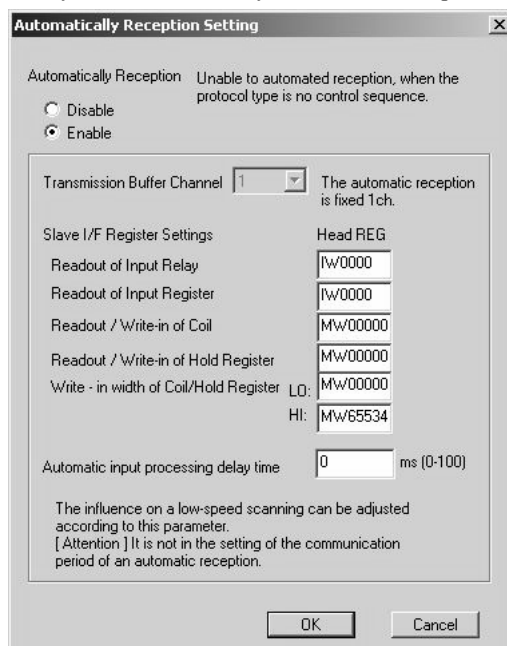 Automatically Reception Setting
Automatically Reception
Unable to automated reception, when the
protocol type is no control sequence.
Disable
Enable
Transmission Buffer Channel 1
The automatic reception
is fixed 1ch.
Slave I/F Register Settings Head REG
Readout of Input Relay IW0000
Readout of Input Register IW0000
Readout / Write-in of Coil MW00000
Readout / Write-in of Hold Register MW00000
Write - in width of Coil/Hold Register LO: MW00000
HI: MW65534
Automatic input processing delay time 0 ms (0-100)
The influence on a low-speed scanning can be adjusted
according to this parameter.
[ Attention ] It is not in the setting of the communication
period of an automatic reception.
OK Cancel